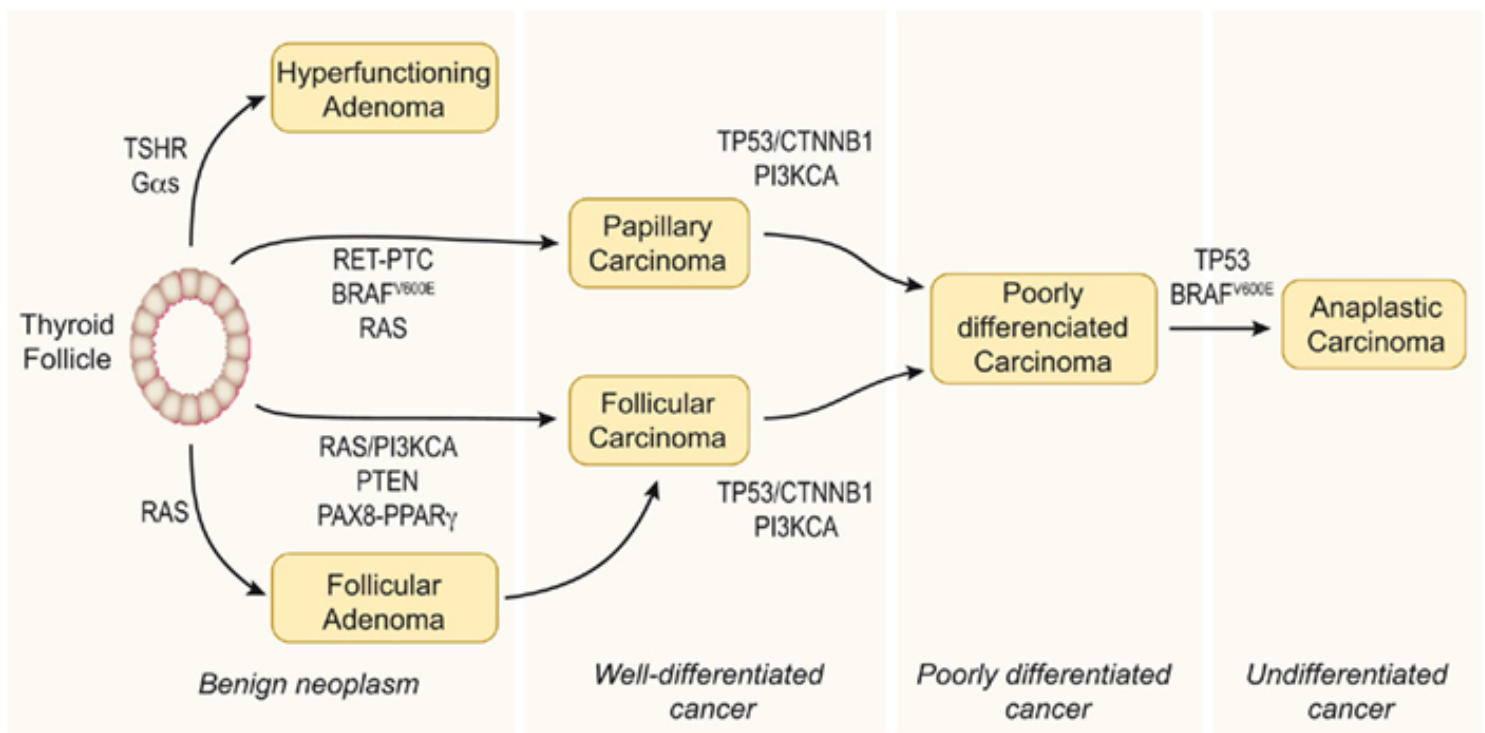 Hyperfunctioning
Adenoma
TSHR
Gαs
TP53/CTNNB1
PI3KCA
Papillary
Carcinoma
RET-PTC
BRAFV600E
RAS
Thyroid
Follicle
Poorly
differenciated
Carcinoma
TP53
BRAFV600E
Anaplastic
Carcinoma
Follicular
Carcinoma
RAS/PI3KCA
PTEN
PAX8-PPARγ
TP53/CTNNB1
PI3KCA
RAS
Follicular
Adenoma
Benign neoplasm
Well-differentiated
cancer
Poorly differentiated
cancer
Undifferentiated
cancer